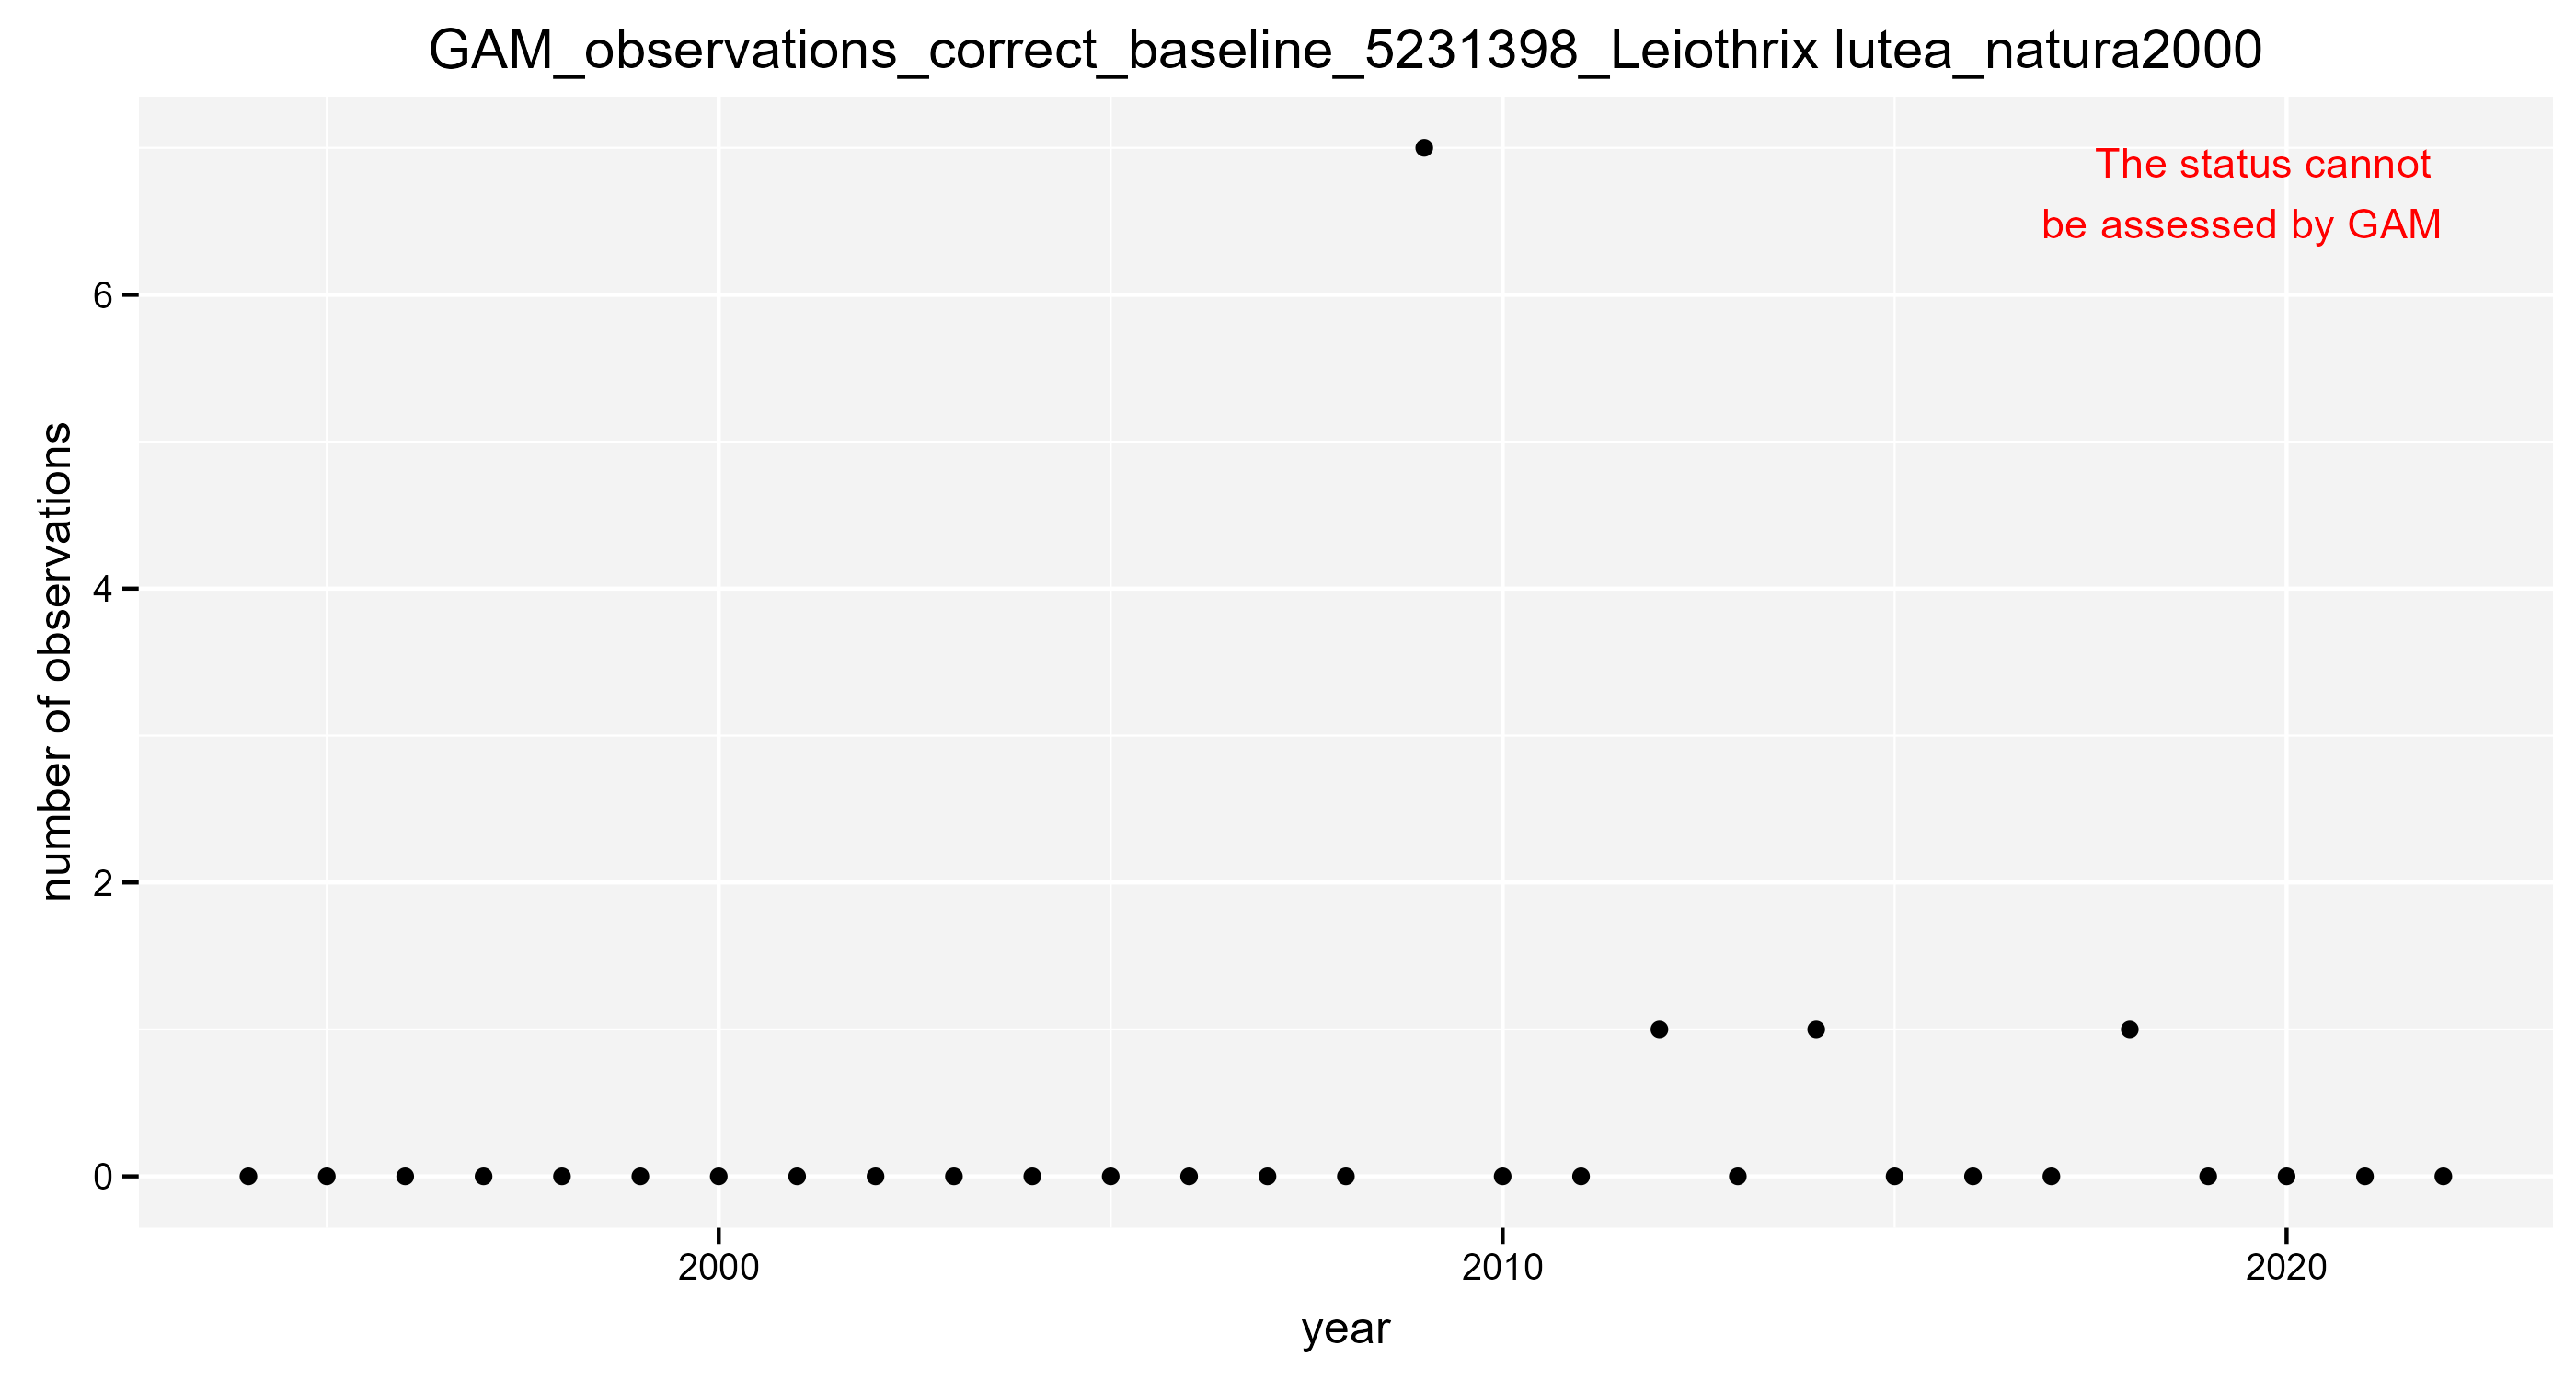 GAM_observations_correct_baseline_5231398_Leiothrix lutea_natura2000
The status cannot
be assessed by GAM
number of observations
6
4
2
0
2000
2010
2020
year